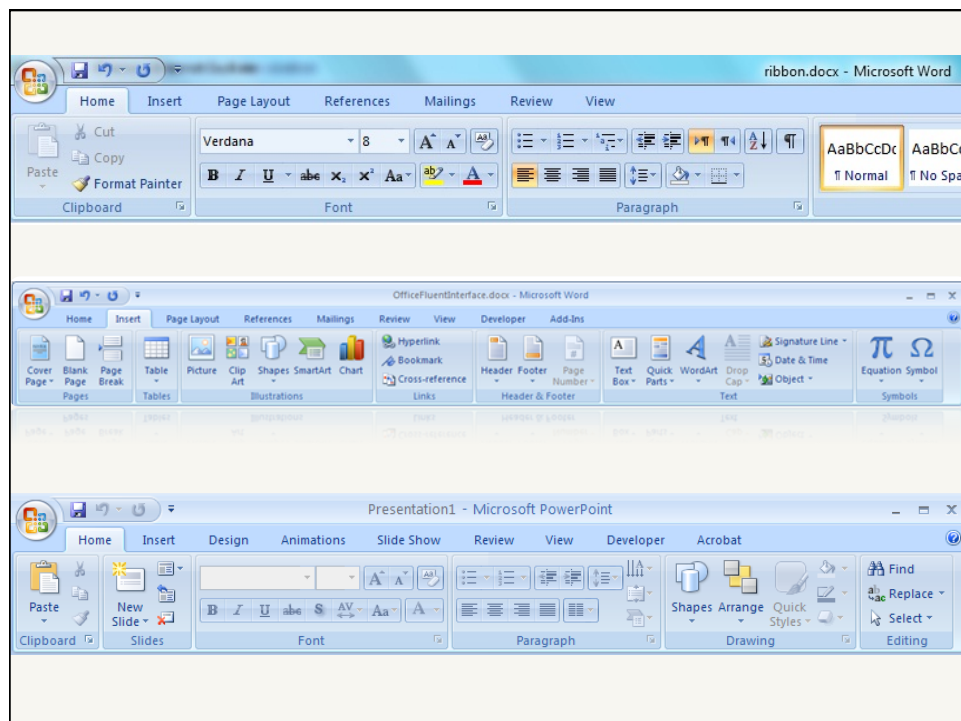 ribbon.docx - Microsoft Word
Home Insert Page Layout References Mailings Review View
Paste
Cut
Copy
Format Painter
Clipboard
Verdana 8
Font
Paragraph
AaBbCcDc AaBbCc
¶ Normal ¶ No Spa
OfficeFluentInterface.docx - Microsoft Word
Home Insert Page Layout References Mailings Review View Developer Add-Ins
Cover Page
Blank Page
Page Break
Pages
Table
Tables
Picture
Clip Art
Shapes
SmartArt
Chart
Illustrations
Hyperlink
Bookmark
Cross-reference
Links
Header
Footer
Page Number
Header & Footer
Text Box
Quick Parts
WordArt
Drop Cap
Signature Line
Date & Time
Object
Text
Equation
Symbol
Symbols
Presentation1 - Microsoft PowerPoint
Home Insert Design Animations Slide Show Review View Developer Acrobat
Paste
Clipboard
New Slide
Slides
Font
Paragraph
Shapes
Arrange
Quick Styles
Drawing
Find
Replace
Select
Editing